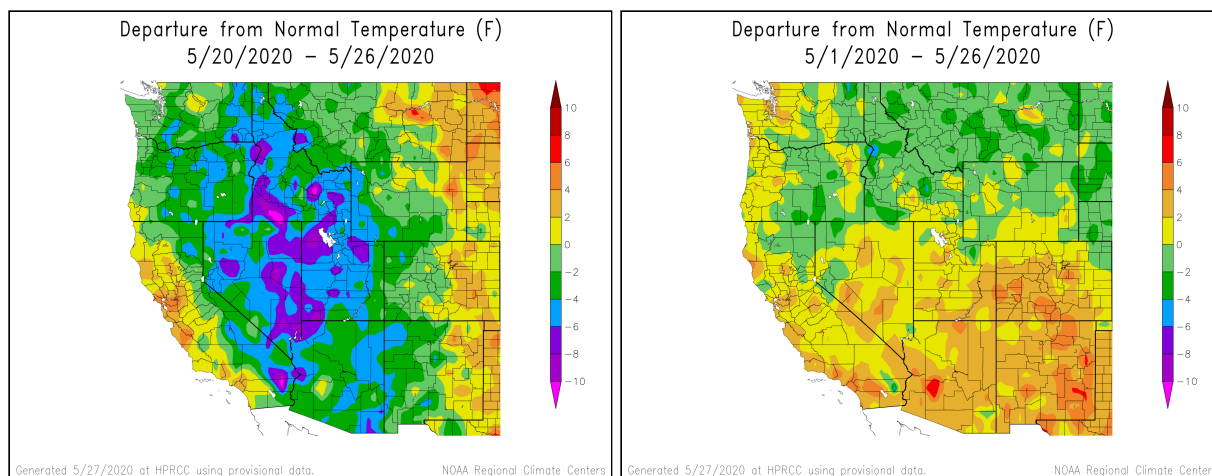 Departure from Normal Temperature (F)
5/20/2020 – 5/26/2020
10
8
6
4
2
0
−2
−4
−6
−8
−10
Generated 5/27/2020 at HPRCC using provisional data.
NOAA Regional Climate Centers
Departure from Normal Temperature (F)
5/1/2020 – 5/26/2020
10
8
6
4
2
0
−2
−4
−6
−8
−10
Generated 5/27/2020 at HPRCC using provisional data.
NOAA Regional Climate Centers